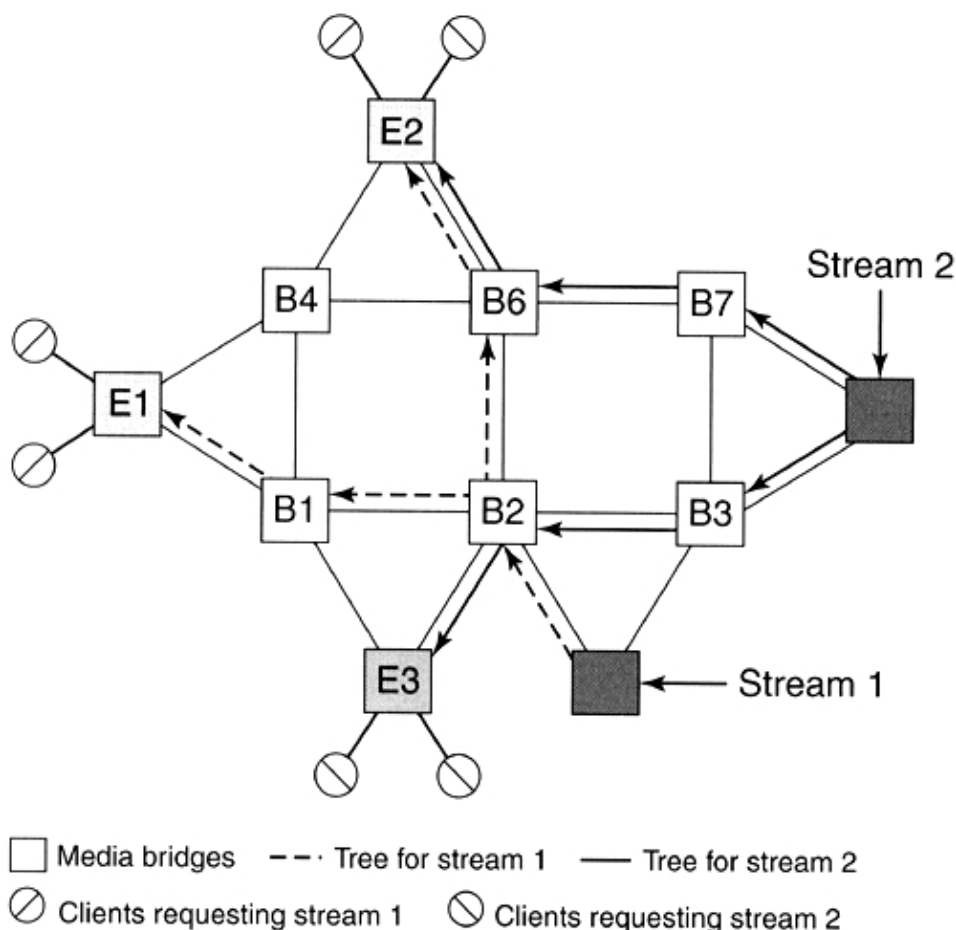 E2
Stream 2
B4
B6
B7
E1
B1
B2
B3
E3
Stream 1
Media bridges
Tree for stream 1
Tree for stream 2
Clients requesting stream 1
Clients requesting stream 2